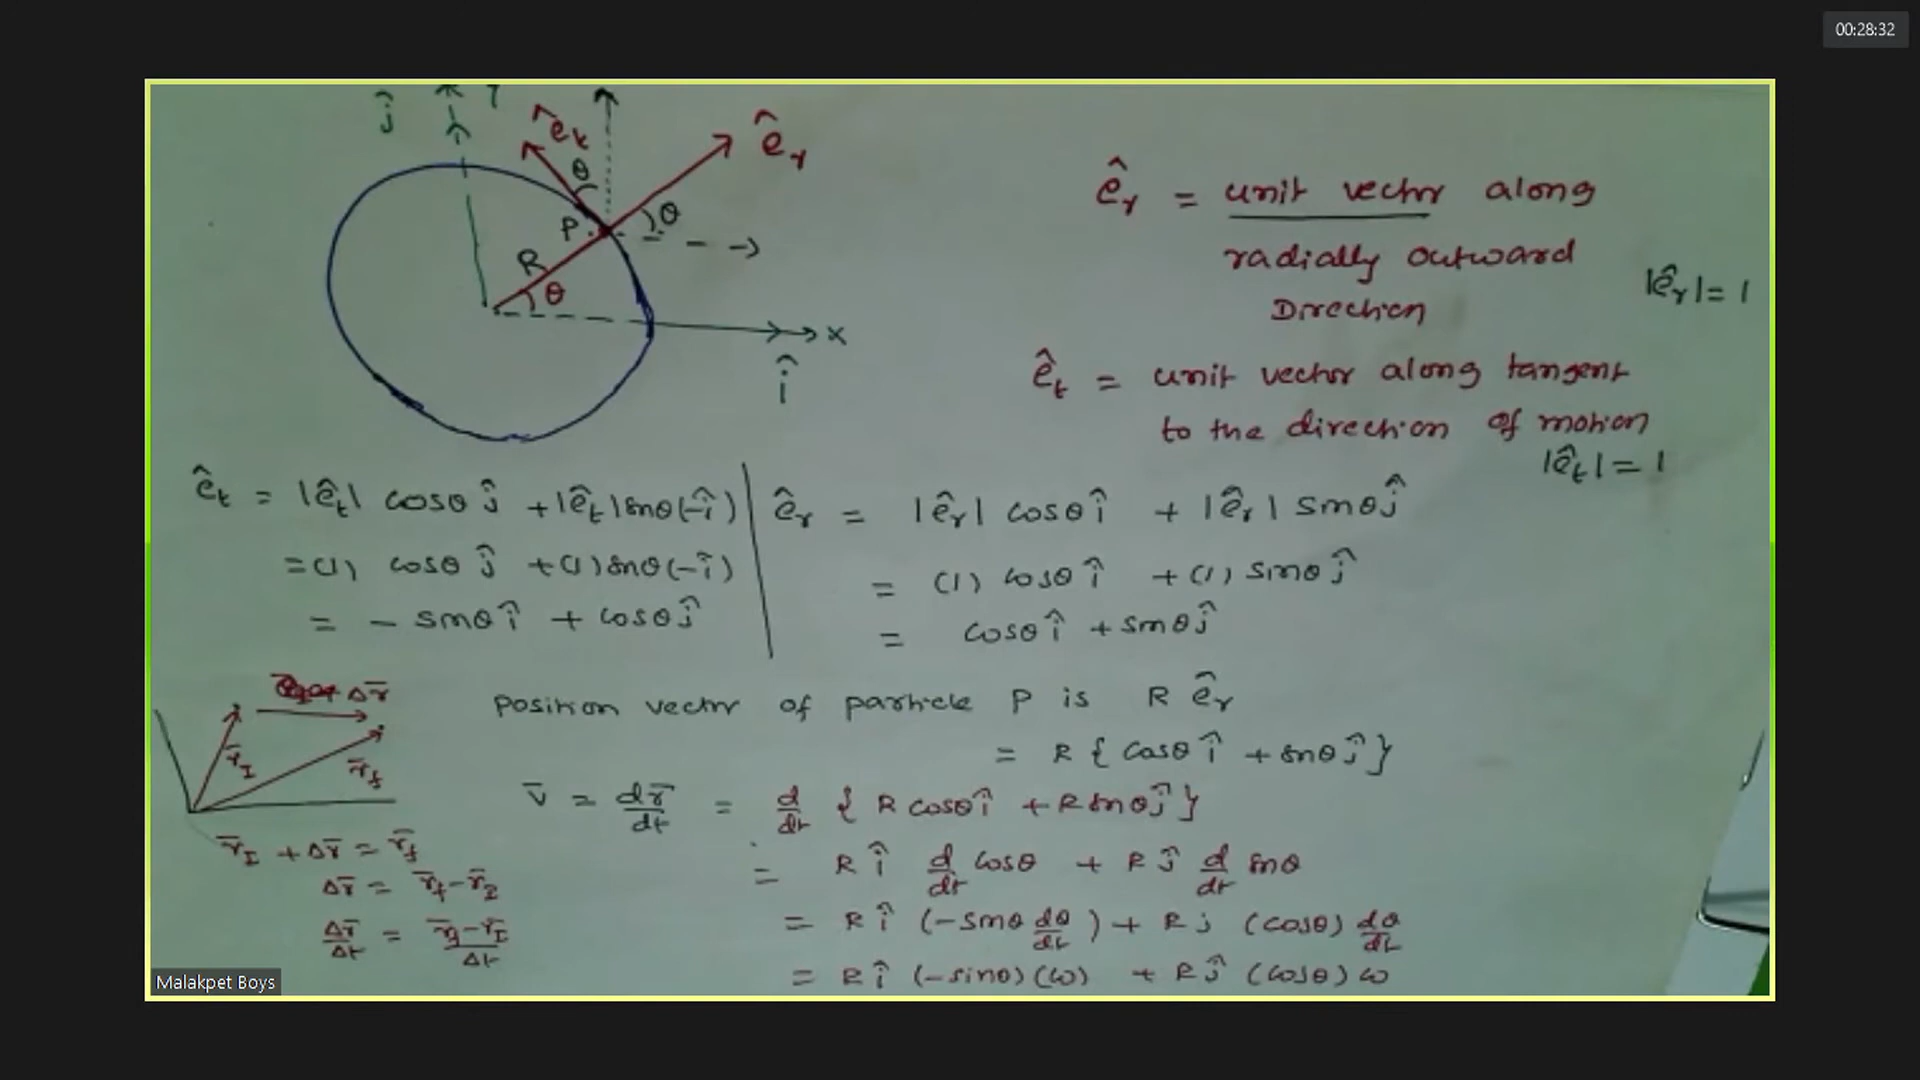 00:28:32
ĵ Y
ê_t
ê_r
θ
P θ
R
θ
x
î
ê_r = unit vector along
radially outward
Direction
|ê_r| = 1
ê_t = unit vector along tangent
to the direction of motion
|ê_t| = 1
ê_t = |ê_t| cosθ ĵ + |ê_t| sinθ(-î)
= (1) cosθ ĵ + (1) sinθ(-î)
= - sinθ î + cosθ ĵ
ê_r = |ê_r| cosθ î + |ê_r| sinθ ĵ
= (1) cosθ î + (1) sinθ ĵ
= cosθ î + sinθ ĵ
Δr̄
r̄_I
r̄_f
r̄_I + Δr̄ = r̄_f
Δr̄ = r̄_f - r̄_I
Δr̄/Δt = (r̄_f - r̄_I)/Δt
position vector of particle P is R ê_r
= R { cosθ î + sinθ ĵ }
v̄ = dr̄/dt = d/dt { R cosθ î + R sinθ ĵ }
= R î d/dt cosθ + R ĵ d/dt sinθ
= R î (-sinθ dθ/dt) + R j (cosθ) dθ/dt
= R î (-sinθ)(ω) + R ĵ (cosθ) ω
Malakpet Boys